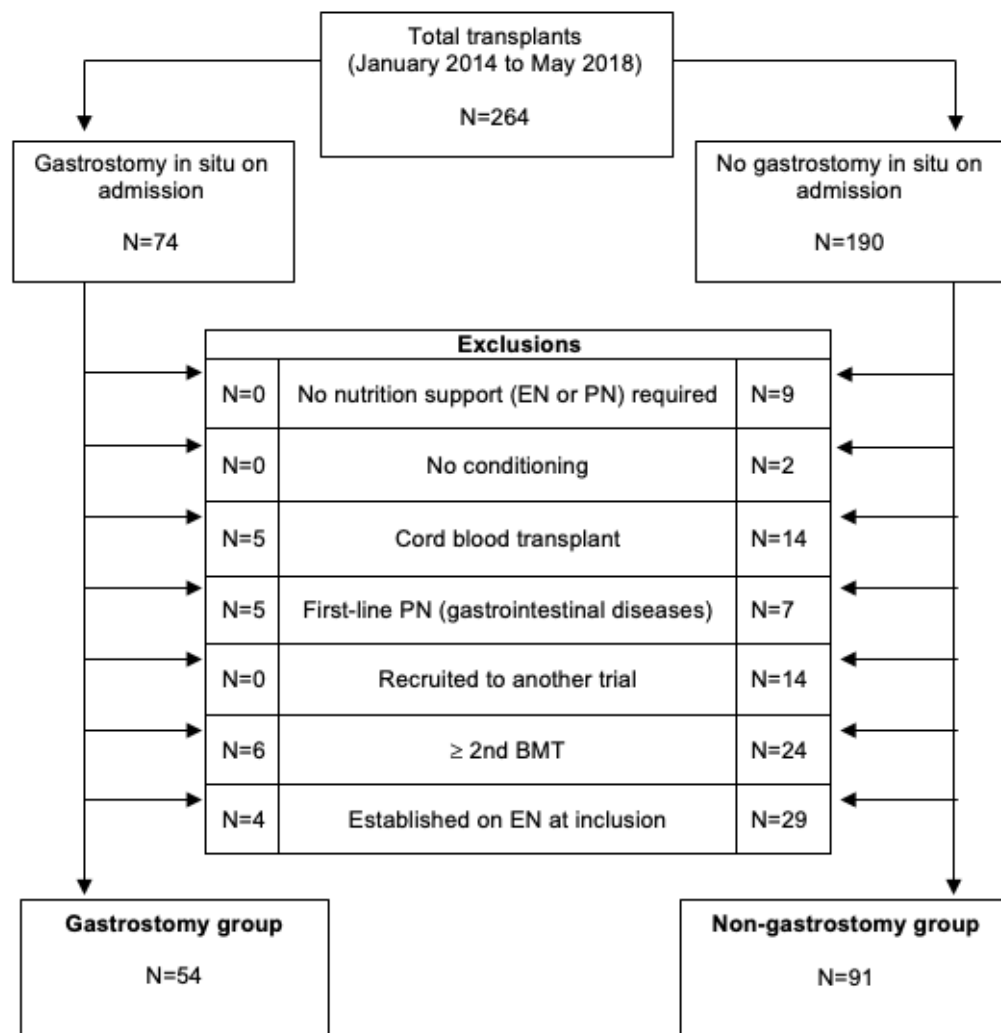 Total transplants
(January 2014 to May 2018)
N=264
Gastrostomy in situ on
admission
N=74
No gastrostomy in situ on
admission
N=190
Exclusions
N=0 No nutrition support (EN or PN) required N=9
N=0 No conditioning N=2
N=5 Cord blood transplant N=14
N=5 First-line PN (gastrointestinal diseases) N=7
N=0 Recruited to another trial N=14
N=6 ≥ 2nd BMT N=24
N=4 Established on EN at inclusion N=29
Gastrostomy group
N=54
Non-gastrostomy group
N=91